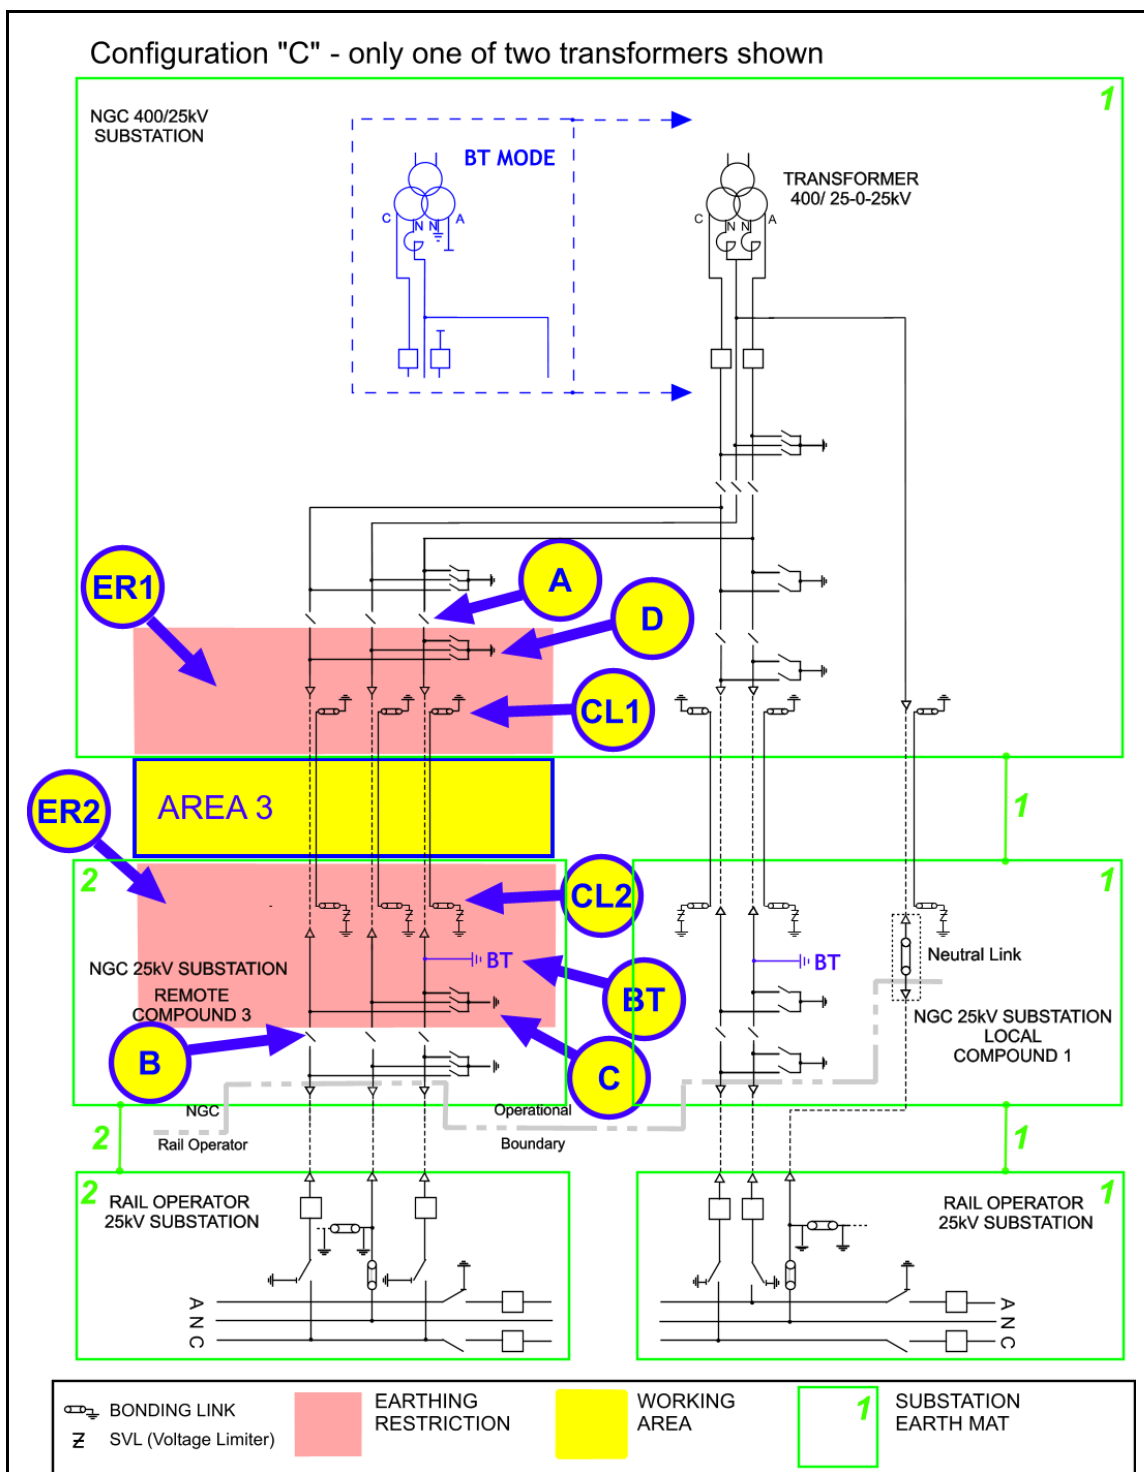 Configuration "C" - only one of two transformers shown
NGC 400/25kV
SUBSTATION
1
BT MODE
TRANSFORMER
400/ 25-0-25kV
C
N
N
A
C
N
N
A
ER1
A
D
CL1
AREA 3
1
ER2
2
CL2
1
NGC 25kV SUBSTATION
REMOTE
COMPOUND 3
BT
BT
BT
Neutral Link
NGC 25kV SUBSTATION
LOCAL
COMPOUND 1
B
C
NGC
Operational
Rail Operator
Boundary
2
1
2
RAIL OPERATOR
25kV SUBSTATION
1
RAIL OPERATOR
25kV SUBSTATION
A
N
C
A
N
C
BONDING LINK
SVL (Voltage Limiter)
EARTHING
RESTRICTION
WORKING
AREA
1
SUBSTATION
EARTH MAT